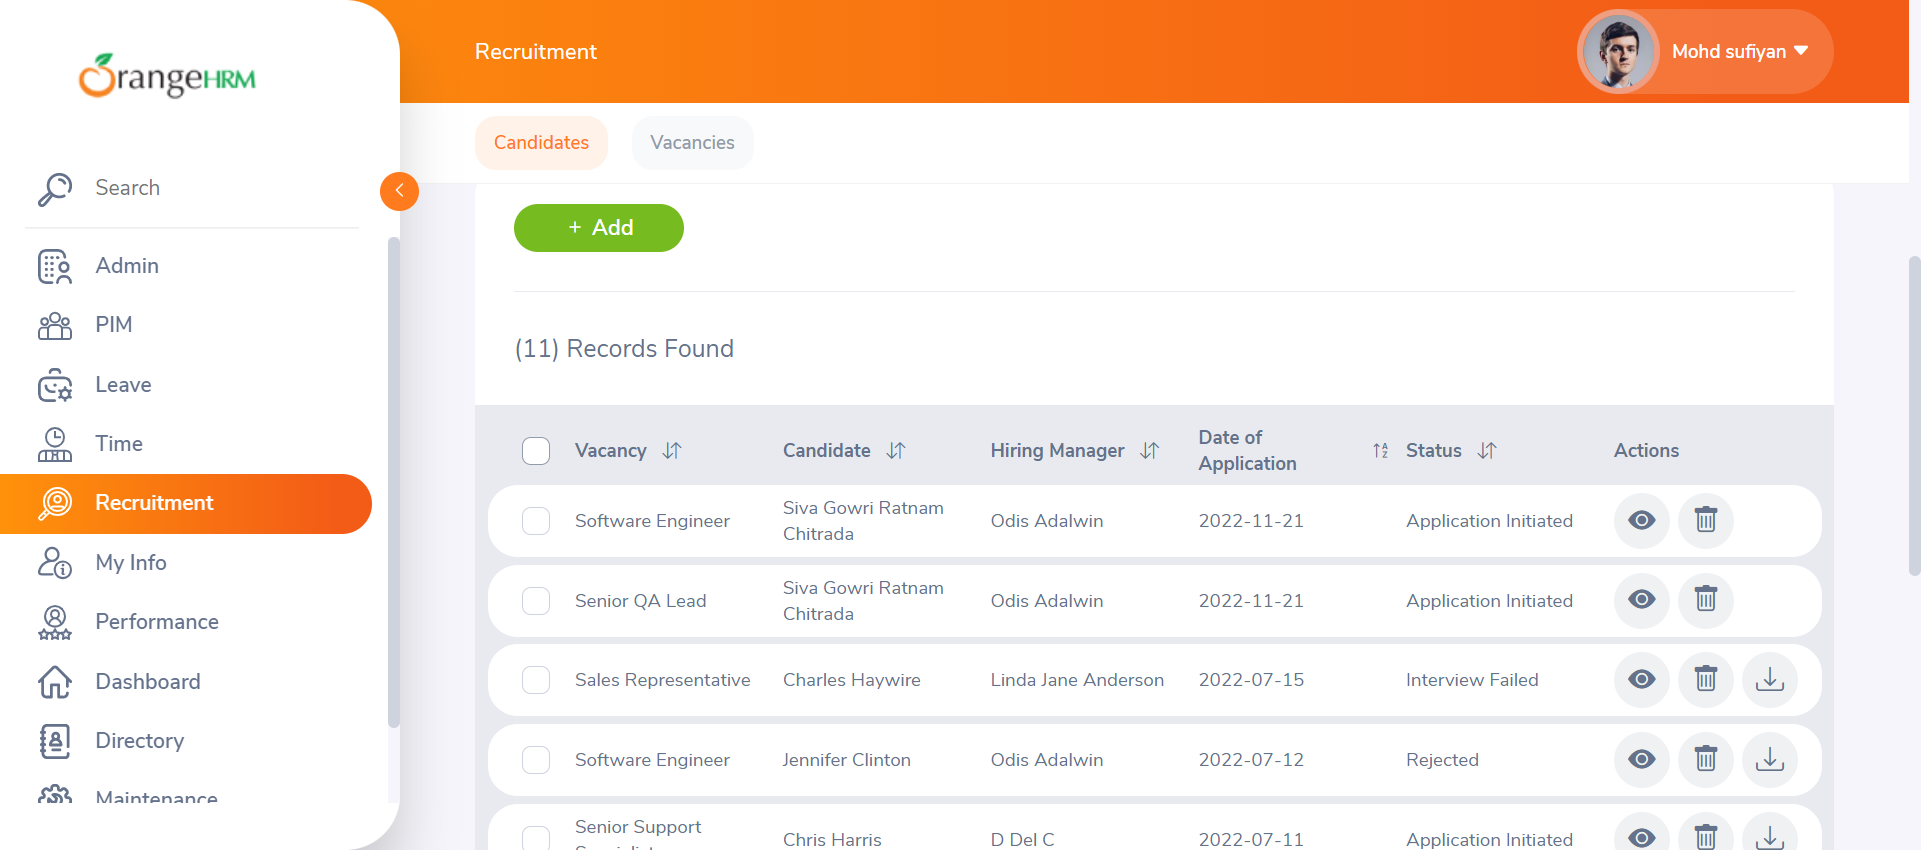 OrangeHRM
Recruitment
Mohd sufiyan
Candidates
Vacancies
Search
Admin
PIM
Leave
Time
Recruitment
My Info
Performance
Dashboard
Directory
Maintenance
+ Add
(11) Records Found
Vacancy
Candidate
Hiring Manager
Date of
Application
Status
Actions
Software Engineer
Siva Gowri Ratnam
Chitrada
Odis Adalwin
2022-11-21
Application Initiated
Senior QA Lead
Siva Gowri Ratnam
Chitrada
Odis Adalwin
2022-11-21
Application Initiated
Sales Representative
Charles Haywire
Linda Jane Anderson
2022-07-15
Interview Failed
Software Engineer
Jennifer Clinton
Odis Adalwin
2022-07-12
Rejected
Senior Support
Chris Harris
D Del C
2022-07-11
Application Initiated